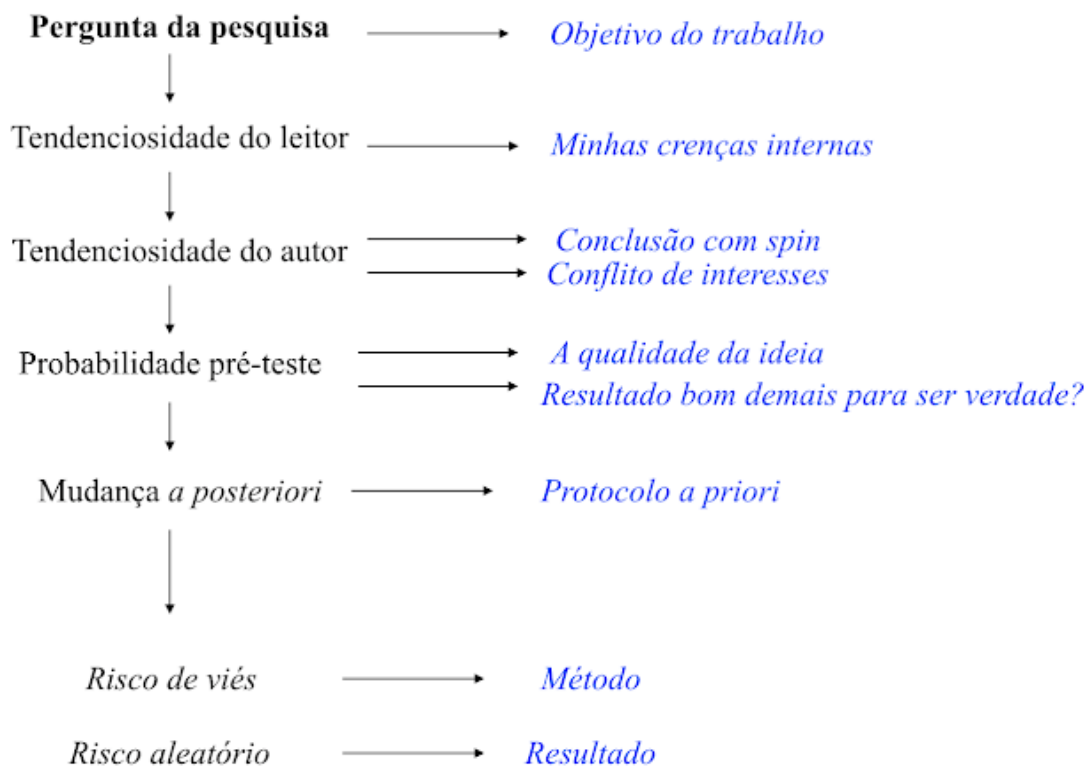 Pergunta da pesquisa
Objetivo do trabalho
Tendenciosidade do leitor
Minhas crenças internas
Tendenciosidade do autor
Conclusão com spin
Conflito de interesses
Probabilidade pré-teste
A qualidade da ideia
Resultado bom demais para ser verdade?
Mudança a posteriori
Protocolo a priori
Risco de viés
Método
Risco aleatório
Resultado